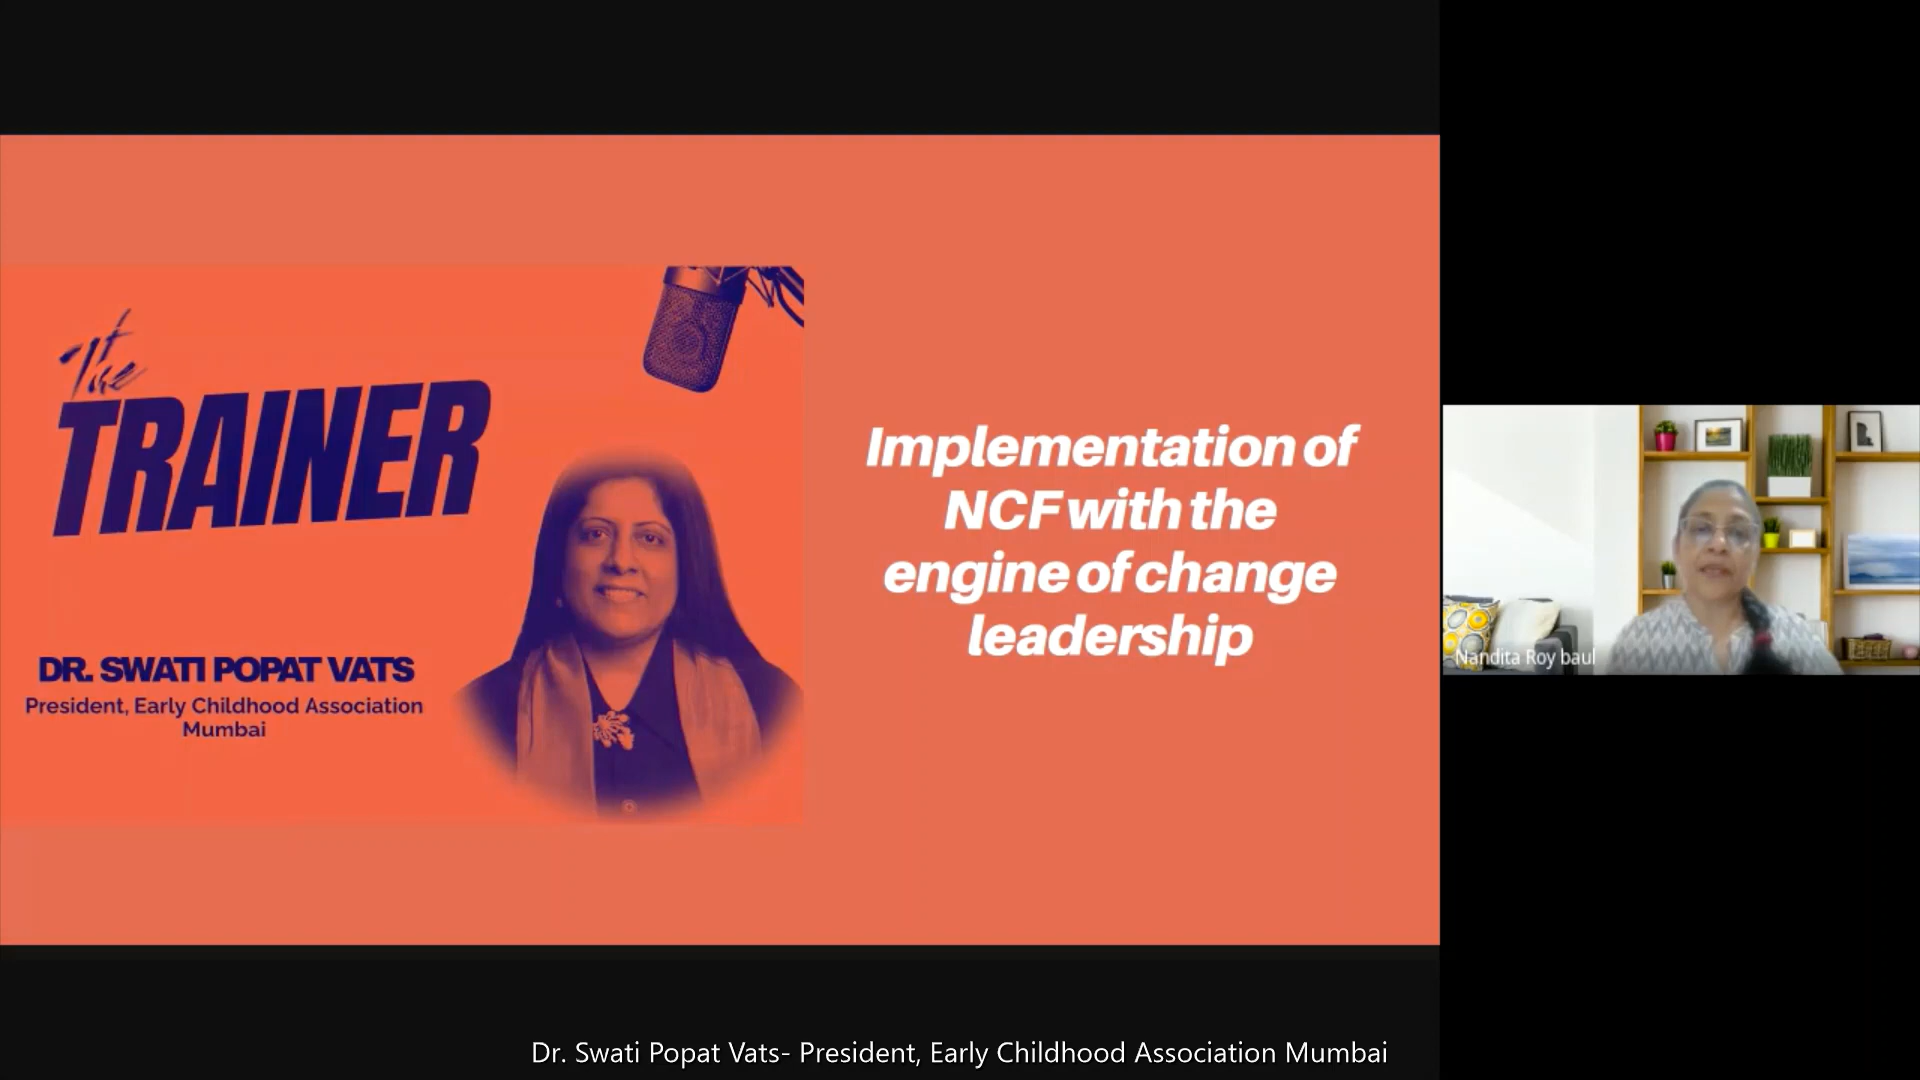 The
TRAINER
DR. SWATI POPAT VATS
President, Early Childhood Association
Mumbai
Implementation of
NCF with the
engine of change
leadership
Nandita Roy baul
Dr. Swati Popat Vats- President, Early Childhood Association Mumbai